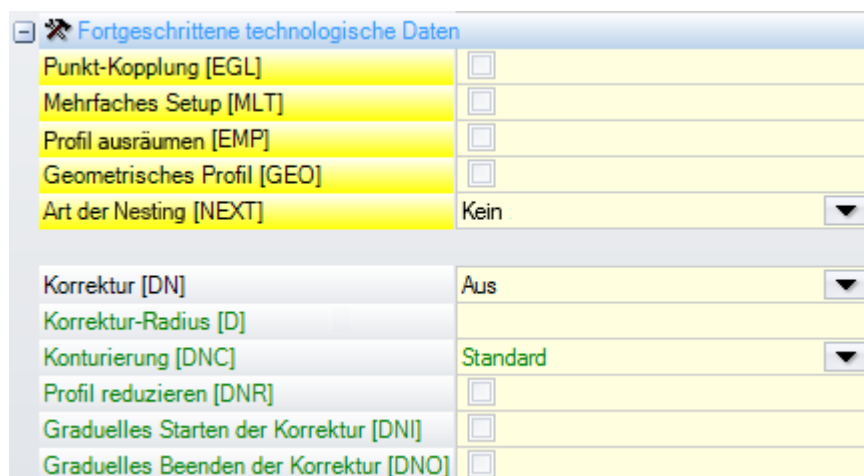 Fortgeschrittene technologische Daten
Punkt-Kopplung [EGL]
Mehrfaches Setup [MLT]
Profil ausräumen [EMP]
Geometrisches Profil [GEO]
Art der Nesting [NEXT] Kein
Korrektur [DN] Aus
Korrektur-Radius [D]
Konturierung [DNC] Standard
Profil reduzieren [DNR]
Graduelles Starten der Korrektur [DNI]
Graduelles Beenden der Korrektur [DNO]